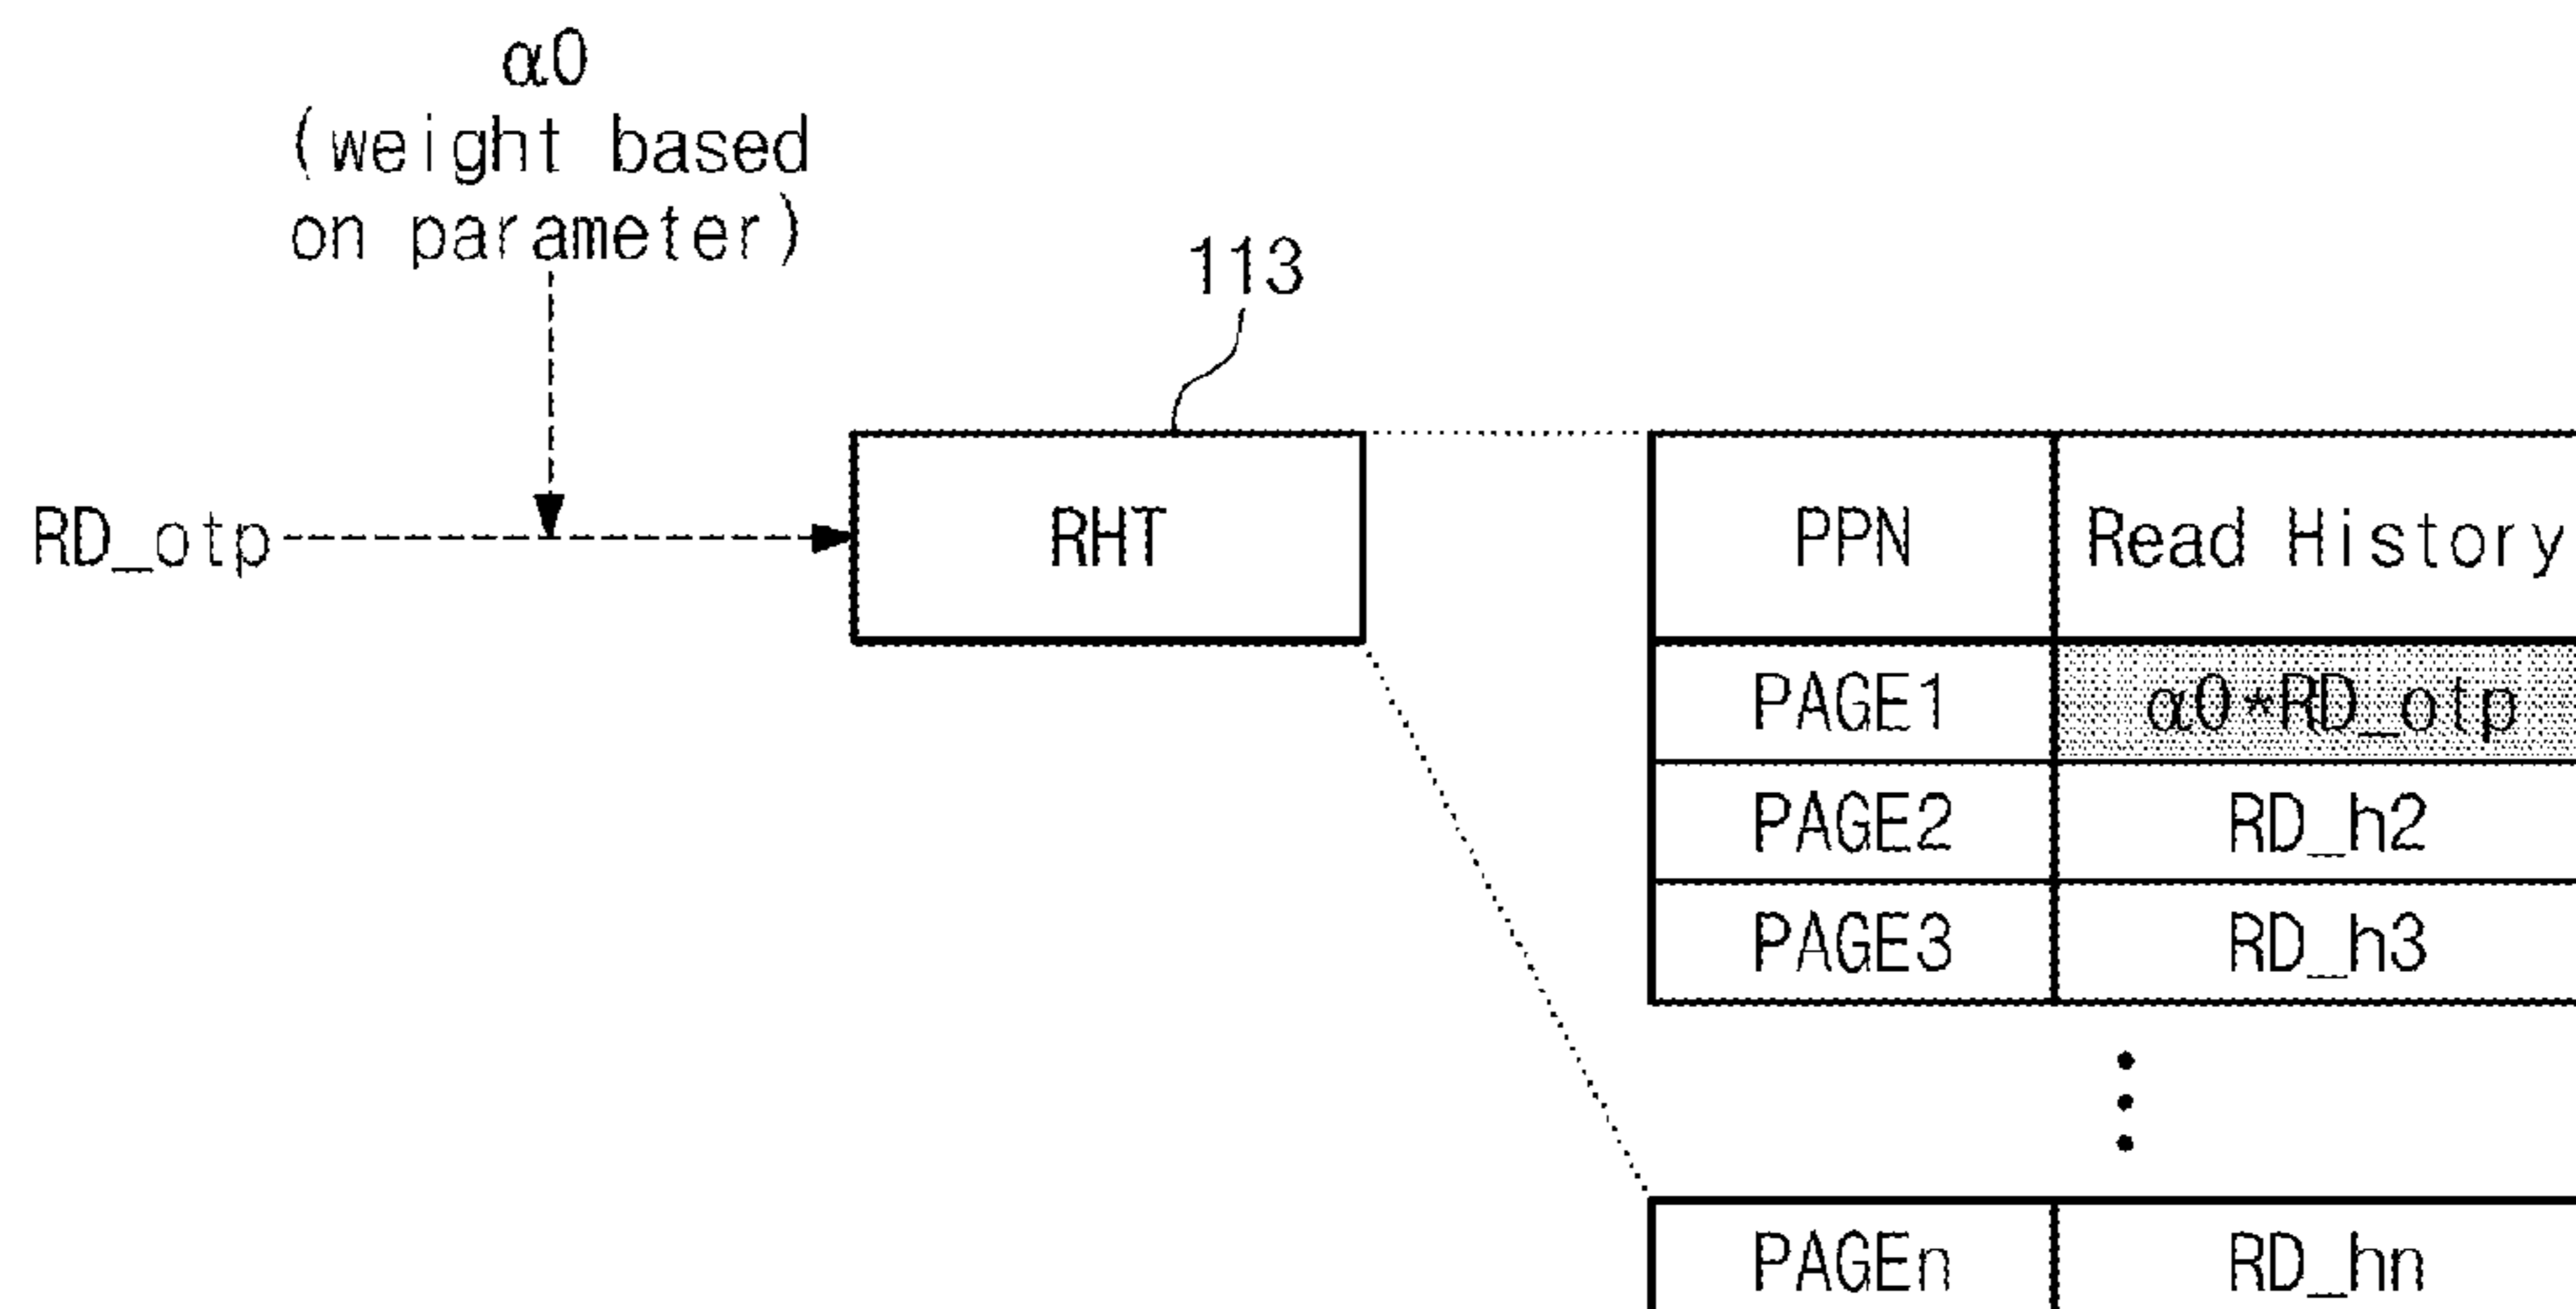 α0
(weight based
on parameter)
113
RD_otp
RHT
PPN Read History
PAGE1 α0*RD_otp
PAGE2 RD_h2
PAGE3 RD_h3
PAGEn RD_hn